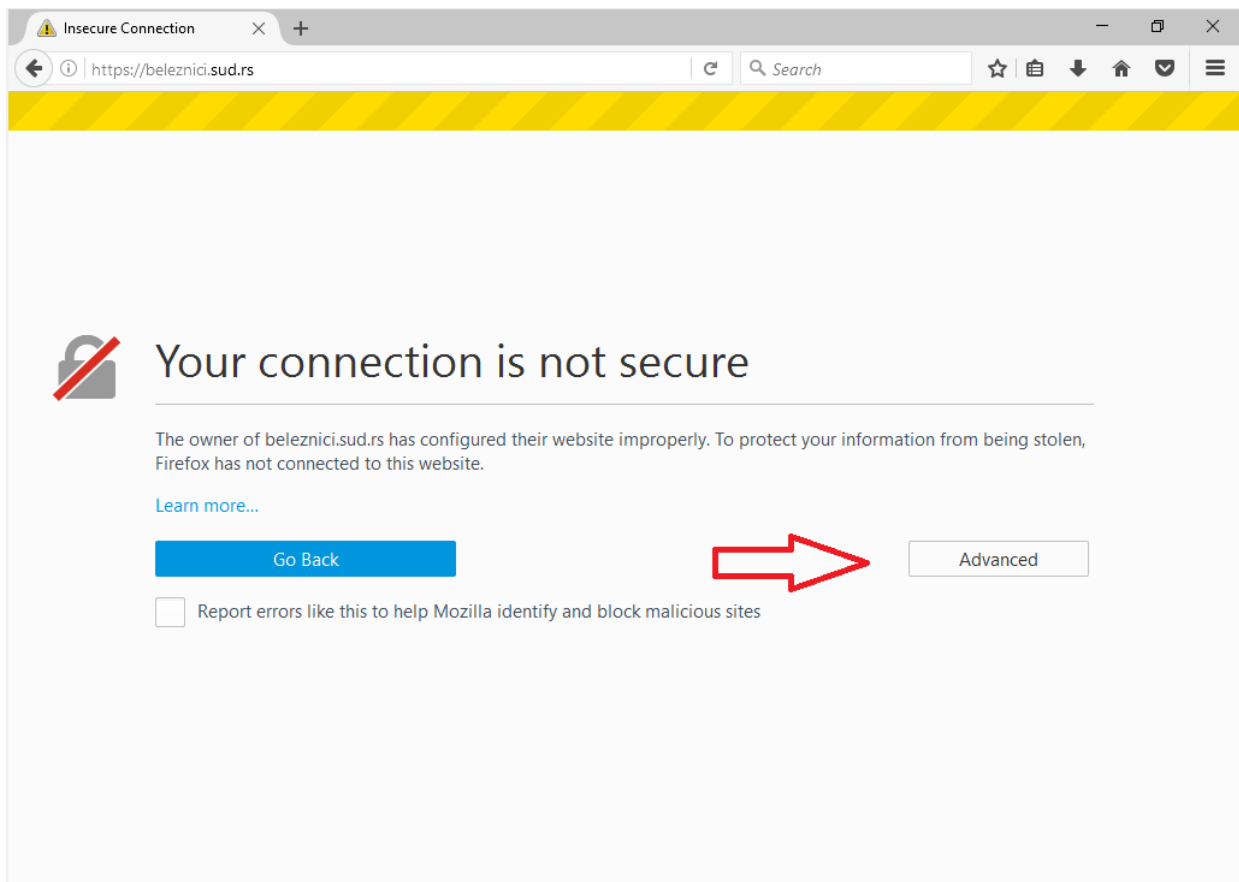 Insecure Connection
https://beleznici.sud.rs
Search
Your connection is not secure
The owner of beleznici.sud.rs has configured their website improperly. To protect your information from being stolen,
Firefox has not connected to this website.
Learn more...
Go Back
Advanced
Report errors like this to help Mozilla identify and block malicious sites